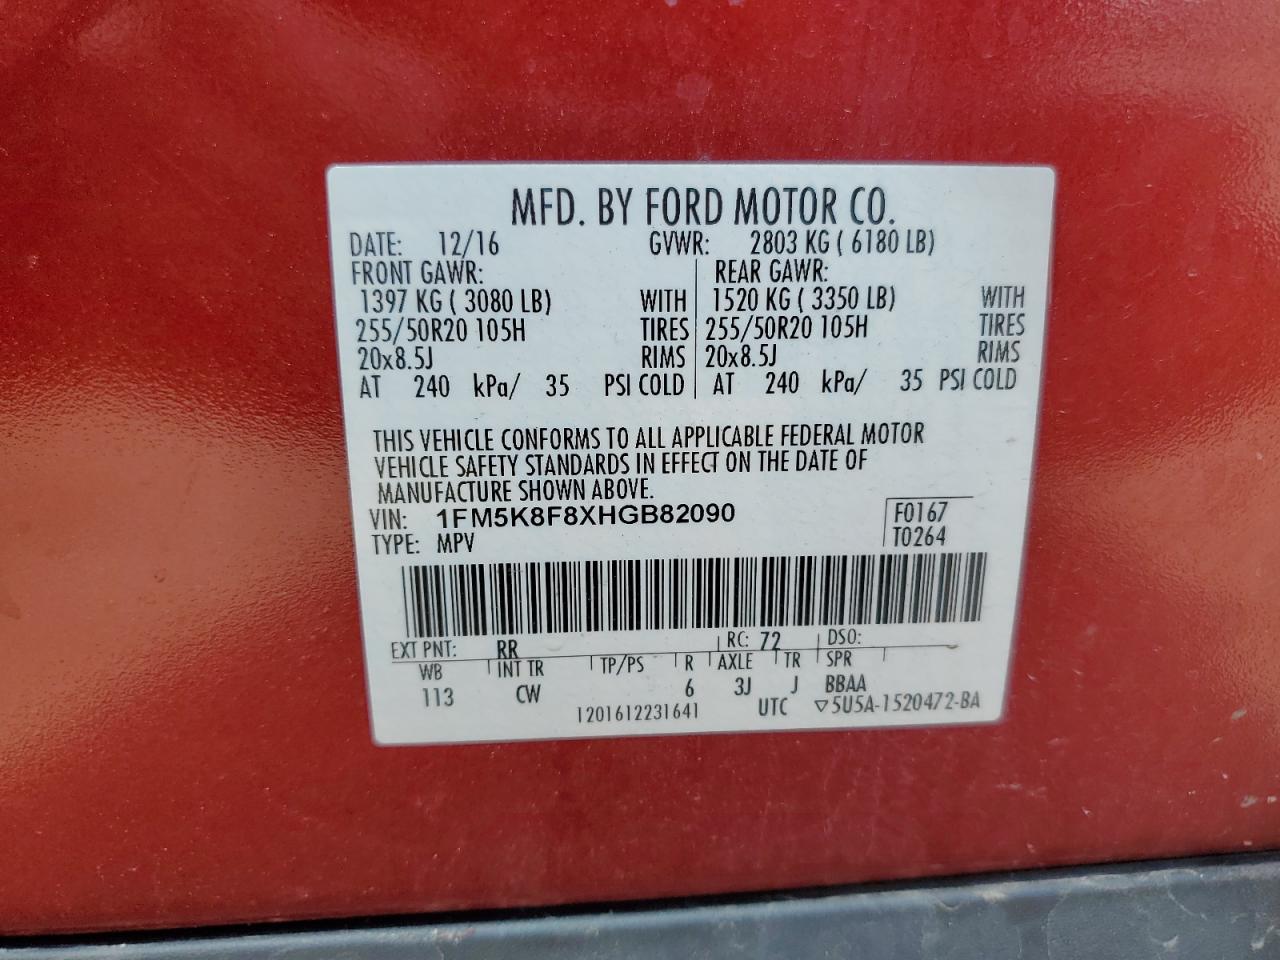 MFD. BY FORD MOTOR CO.
DATE: 12/16 GVWR: 2803 KG ( 6180 LB)
FRONT GAWR: REAR GAWR:
1397 KG ( 3080 LB) WITH 1520 KG ( 3350 LB) WITH
255/50R20 105H TIRES 255/50R20 105H TIRES
20x8.5J RIMS 20x8.5J RIMS
AT 240 kPa/ 35 PSI COLD AT 240 kPa/ 35 PSI COLD
THIS VEHICLE CONFORMS TO ALL APPLICABLE FEDERAL MOTOR
VEHICLE SAFETY STANDARDS IN EFFECT ON THE DATE OF
MANUFACTURE SHOWN ABOVE.
VIN: 1FM5K8F8XHGB82090 F0167
TYPE: MPV T0264
EXT PNT: RR RC: 72 DSO:
WB INT TR TP/PS R AXLE TR SPR
113 CW 6 3J J BBAA
1201612231641 UTC ▽5U5A-1520472-BA